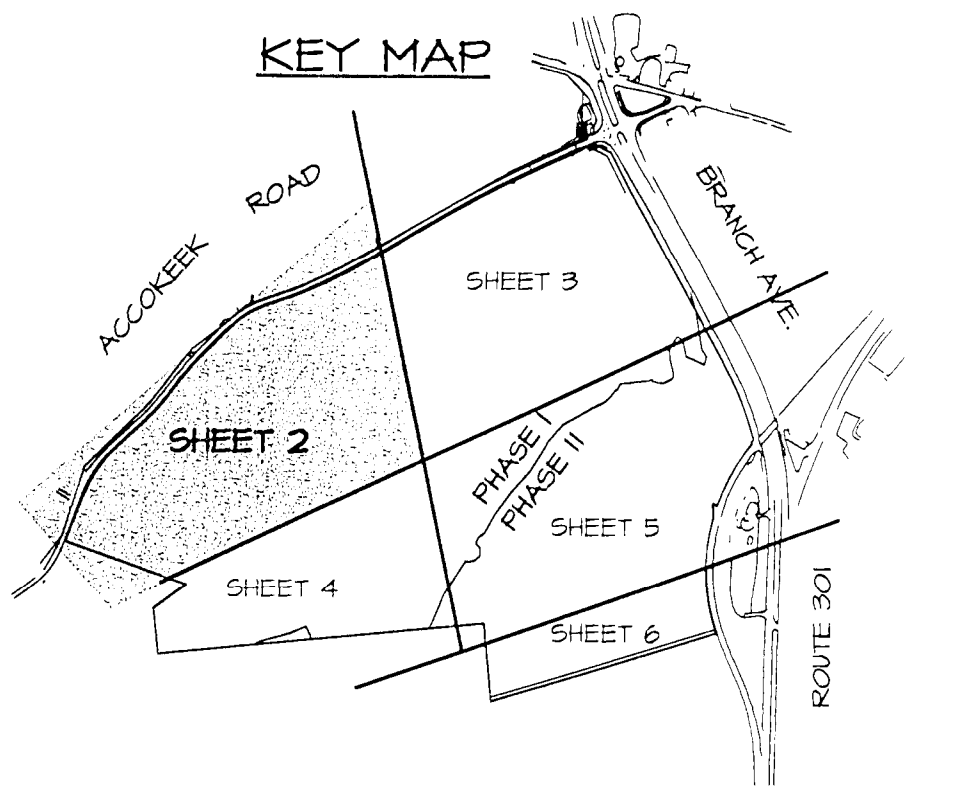 KEY MAP
ACCOKEEK ROAD
BRANCH AVE.
SHEET 3
SHEET 2
PHASE I
PHASE II
SHEET 5
SHEET 4
SHEET 6
ROUTE 301